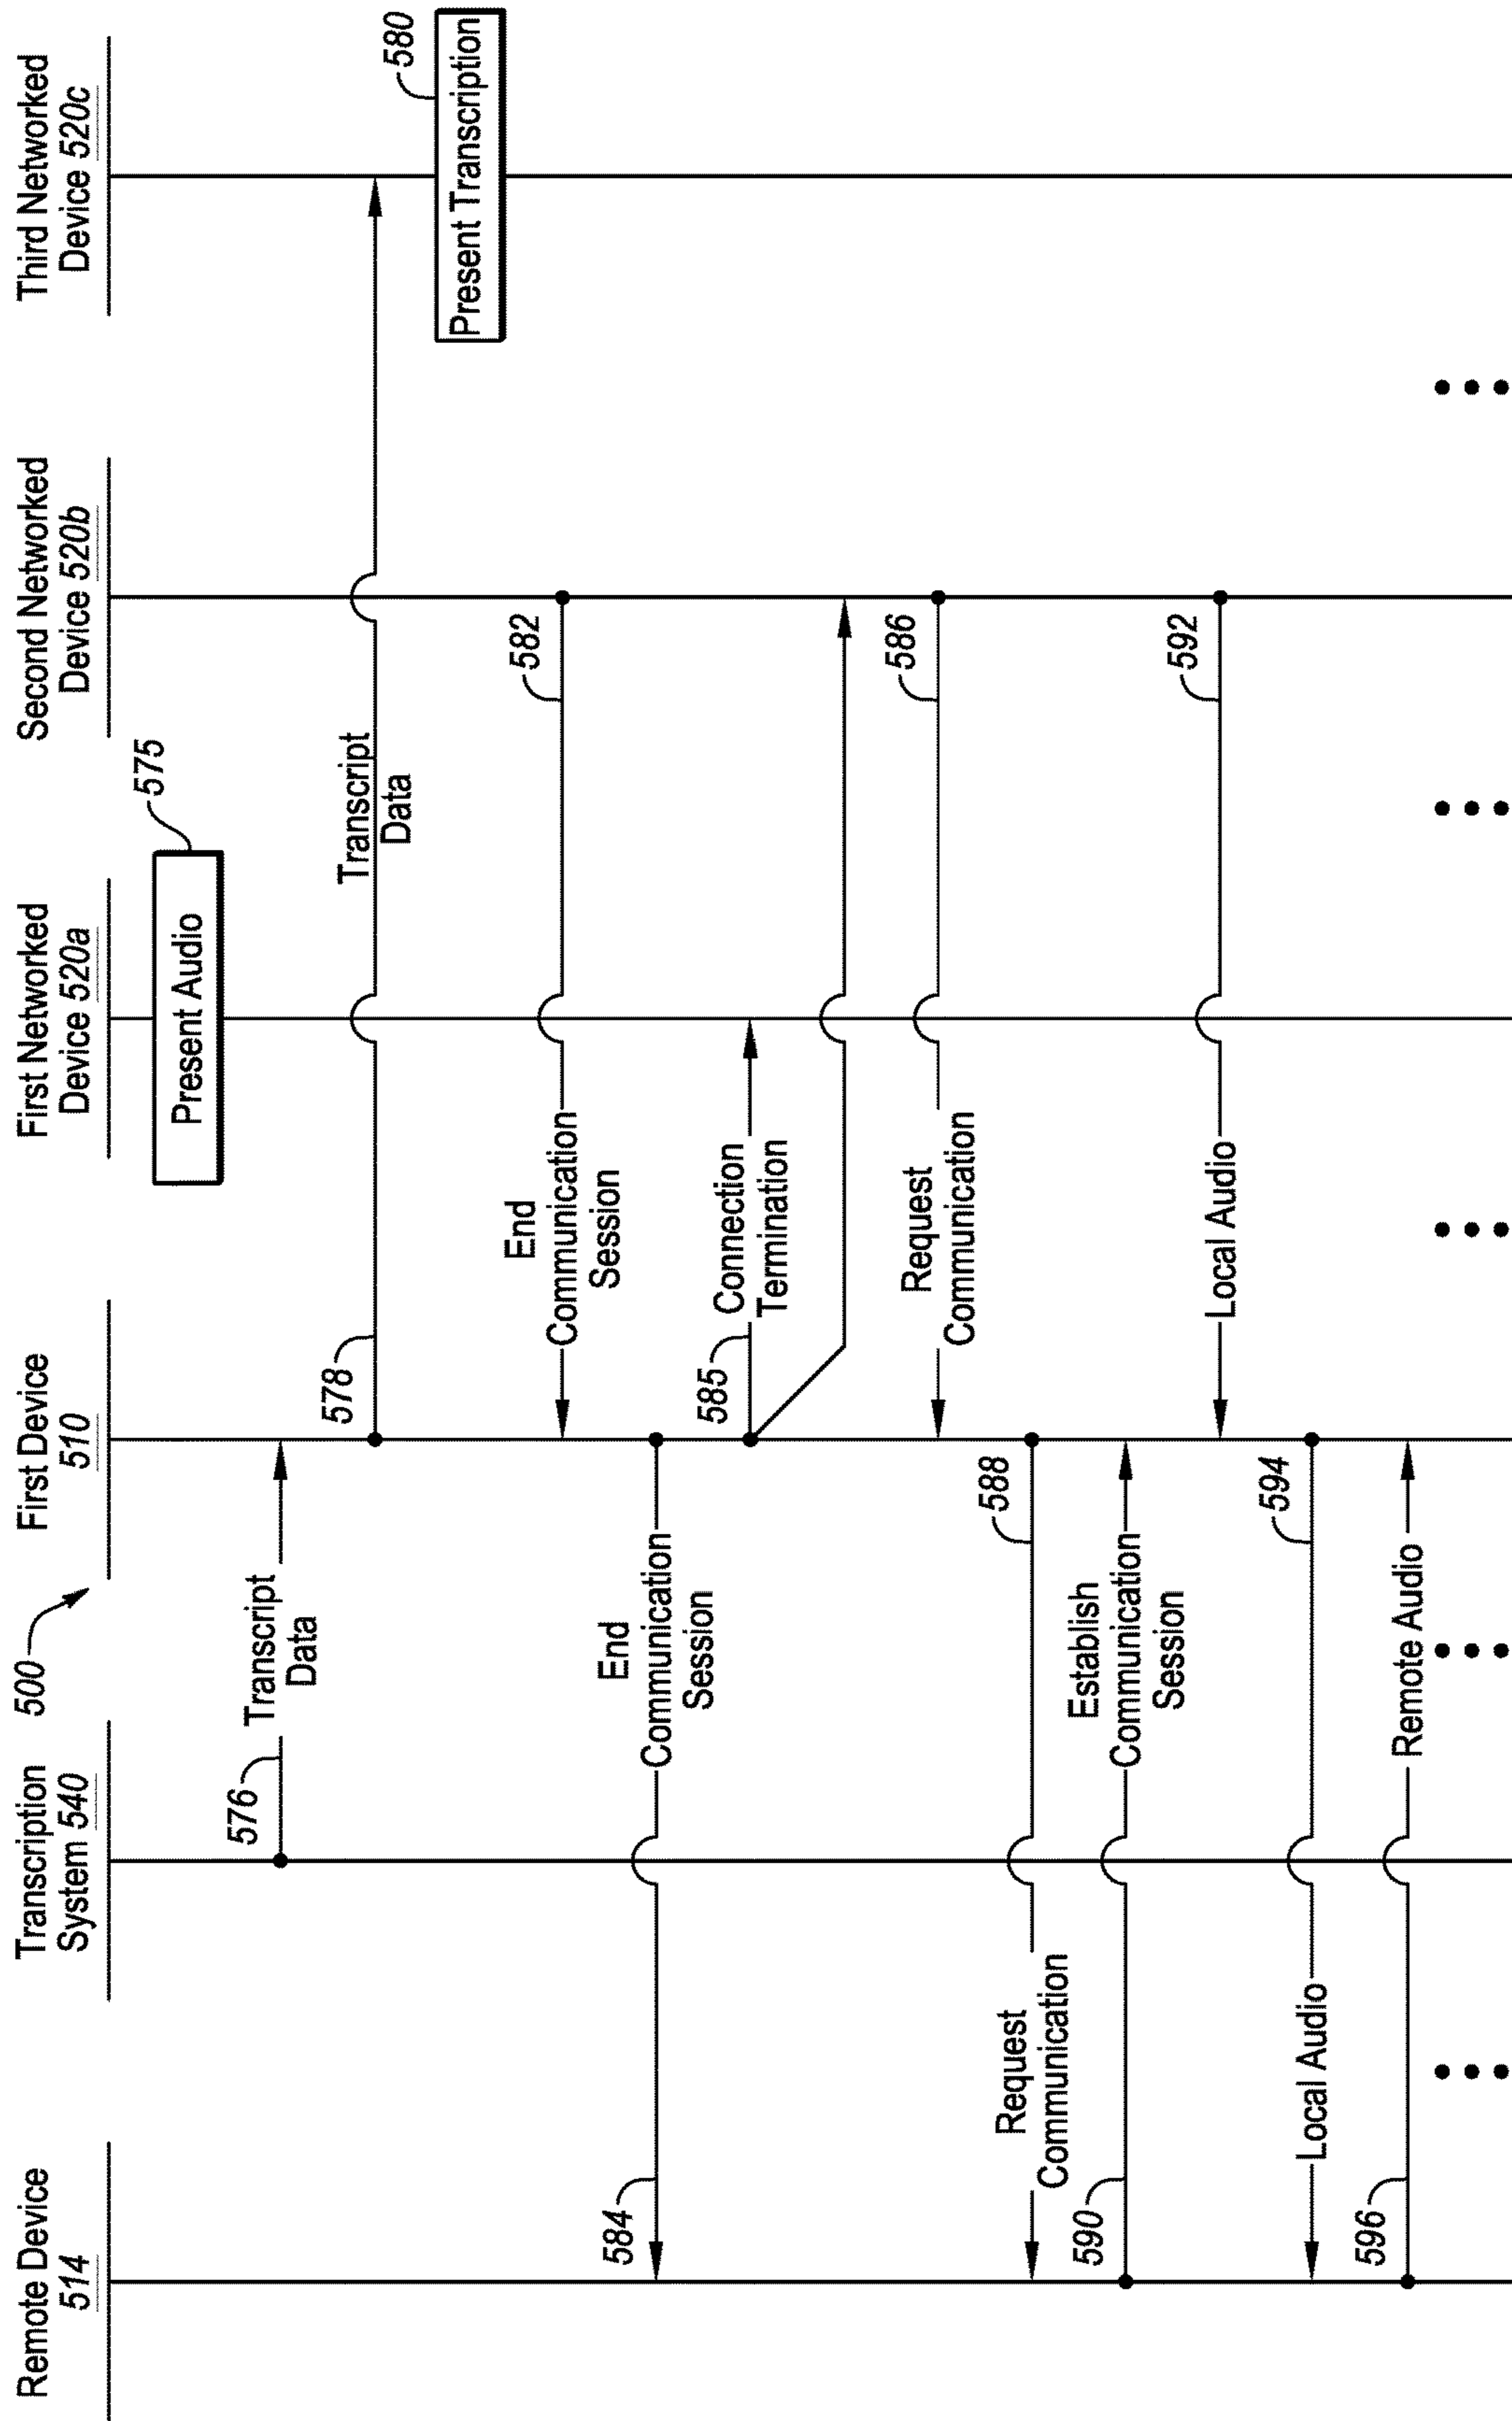 500
Remote Device
514
Transcription
System 540
First Device
510
First Networked
Device 520a
Second Networked
Device 520b
Third Networked
Device 520c
Present Audio
575
576
Transcript
Data
578
Transcript
Data
580
Present Transcription
582
End
Communication
Session
584
End
Communication
Session
585
Connection
Termination
586
Request
Communication
588
Request
Communication
590
Establish
Communication
Session
592
Local Audio
594
Local Audio
596
Remote Audio